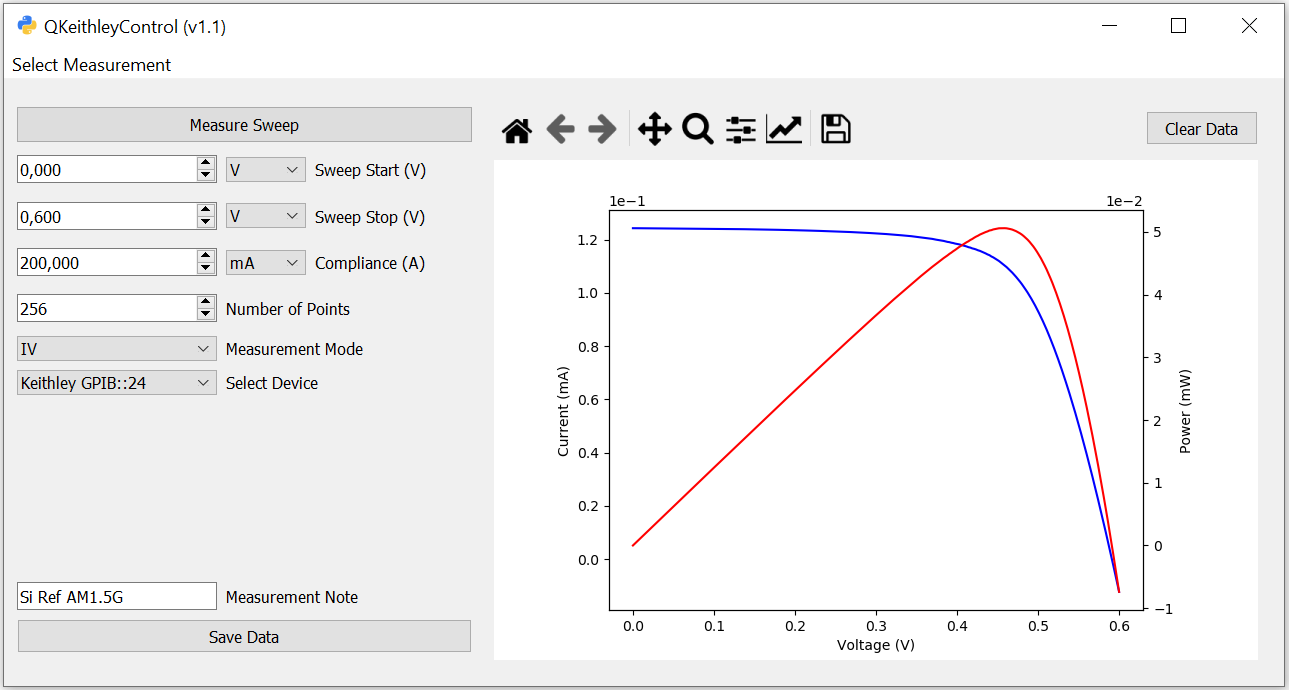 QKeithleyControl (v1.1)
Select Measurement
Measure Sweep
0,000 V Sweep Start (V)
0,600 V Sweep Stop (V)
200,000 mA Compliance (A)
256 Number of Points
IV Measurement Mode
Keithley GPIB::24 Select Device
Si Ref AM1.5G Measurement Note
Save Data
Clear Data
1e−1
1e−2
1.2
1.0
0.8
0.6
0.4
0.2
0.0
Current (mA)
5
4
3
2
1
0
−1
Power (mW)
0.0 0.1 0.2 0.3 0.4 0.5 0.6
Voltage (V)